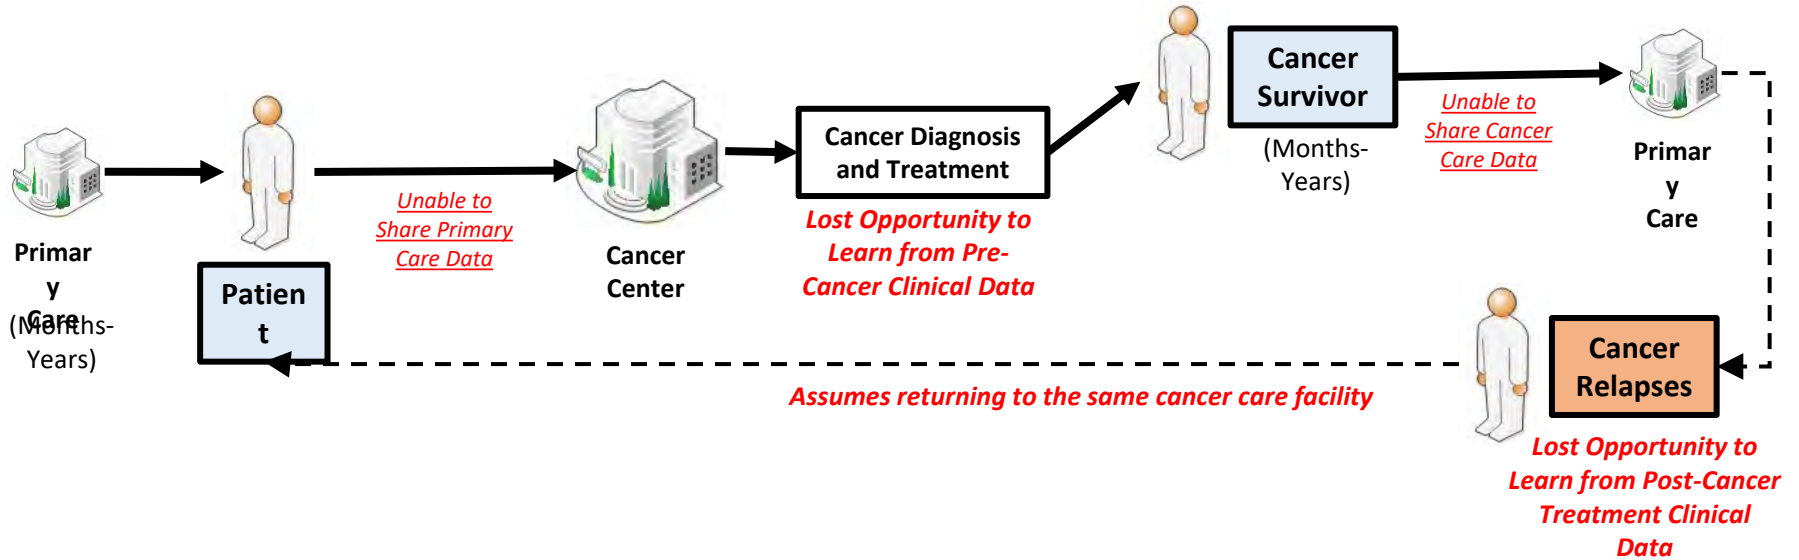 Primar
y
Care
(Months-
Years)
Patien
t
Unable to
Share Primary
Care Data
Cancer
Center
Cancer Diagnosis
and Treatment
Lost Opportunity to
Learn from Pre-
Cancer Clinical Data
Cancer
Survivor
(Months-
Years)
Unable to
Share Cancer
Care Data
Primar
y
Care
Cancer
Relapses
Assumes returning to the same cancer care facility
Lost Opportunity to
Learn from Post-Cancer
Treatment Clinical
Data